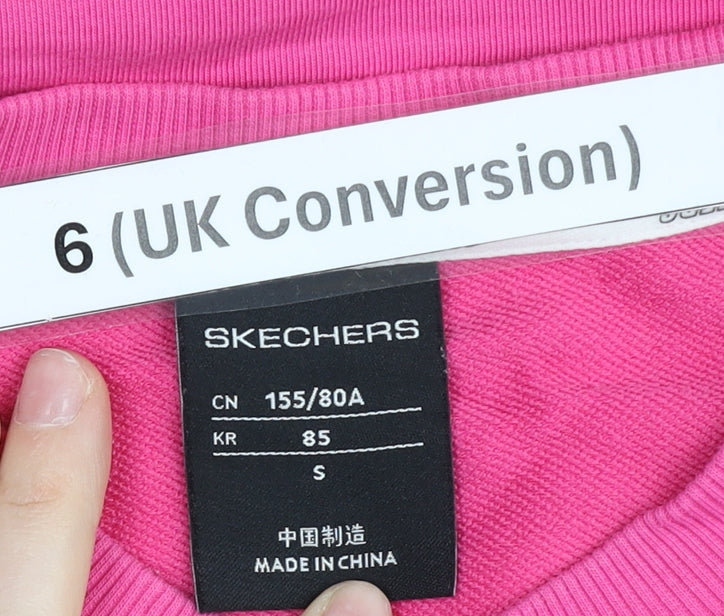 6 (UK Conversion)
SKECHERS
CN 155/80A
KR 85
S
中国制造
MADE IN CHINA